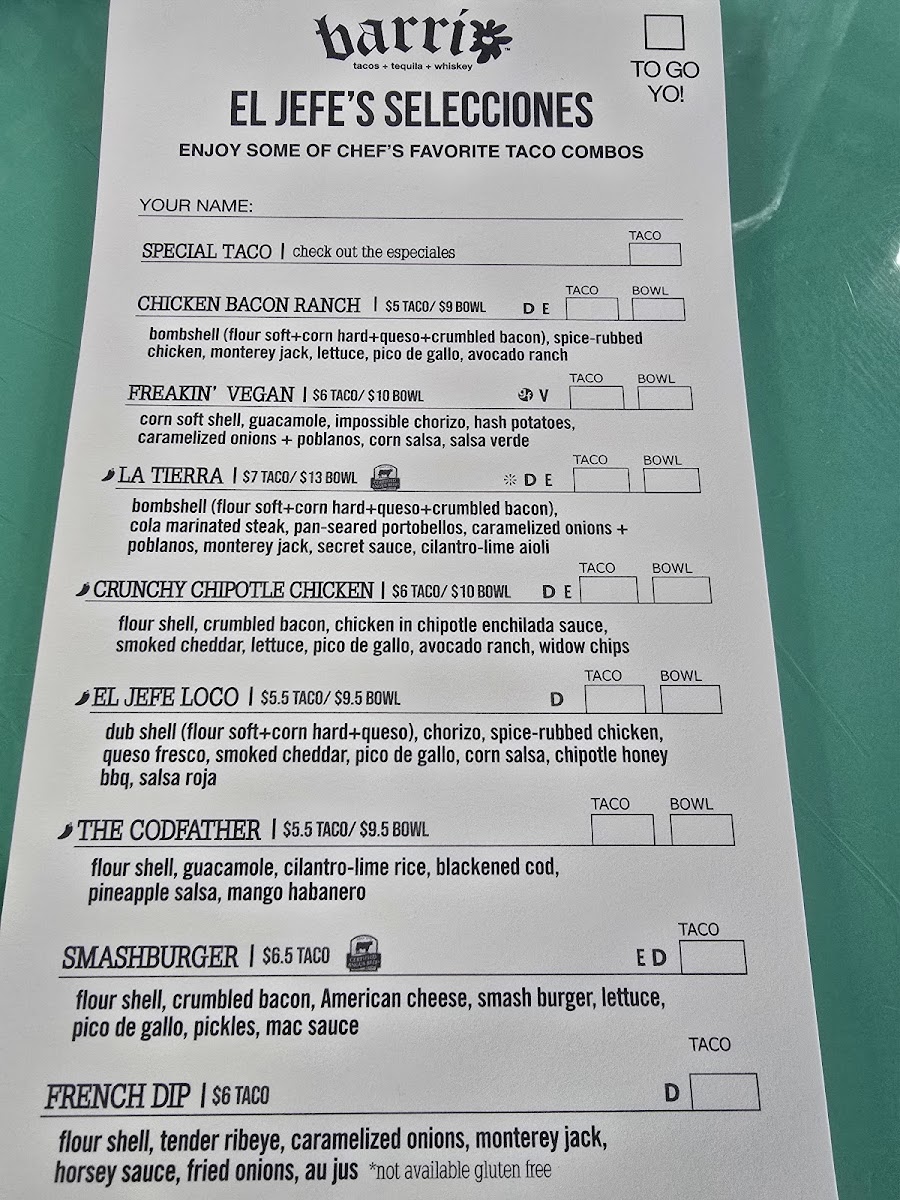 barrio
tacos + tequila + whiskey
TO GO
YO!
EL JEFE'S SELECCIONES
ENJOY SOME OF CHEF'S FAVORITE TACO COMBOS
YOUR NAME:
TACO
SPECIAL TACO | check out the especiales
TACO BOWL
CHICKEN BACON RANCH | $5 TACO/ $9 BOWL D E
bombshell (flour soft+corn hard+queso+crumbled bacon), spice-rubbed
chicken, monterey jack, lettuce, pico de gallo, avocado ranch
TACO BOWL
FREAKIN' VEGAN | $6 TACO/ $10 BOWL V
corn soft shell, guacamole, impossible chorizo, hash potatoes,
caramelized onions + poblanos, corn salsa, salsa verde
TACO BOWL
LA TIERRA | $7 TACO/ $13 BOWL D E
bombshell (flour soft+corn hard+queso+crumbled bacon),
cola marinated steak, pan-seared portobellos, caramelized onions +
poblanos, monterey jack, secret sauce, cilantro-lime aioli
TACO BOWL
CRUNCHY CHIPOTLE CHICKEN | $6 TACO/ $10 BOWL D E
flour shell, crumbled bacon, chicken in chipotle enchilada sauce,
smoked cheddar, lettuce, pico de gallo, avocado ranch, widow chips
TACO BOWL
EL JEFE LOCO | $5.5 TACO/ $9.5 BOWL D
dub shell (flour soft+corn hard+queso), chorizo, spice-rubbed chicken,
queso fresco, smoked cheddar, pico de gallo, corn salsa, chipotle honey
bbq, salsa roja
TACO BOWL
THE CODFATHER | $5.5 TACO/ $9.5 BOWL
flour shell, guacamole, cilantro-lime rice, blackened cod,
pineapple salsa, mango habanero
TACO
SMASHBURGER | $6.5 TACO E D
flour shell, crumbled bacon, American cheese, smash burger, lettuce,
pico de gallo, pickles, mac sauce
TACO
FRENCH DIP | $6 TACO D
flour shell, tender ribeye, caramelized onions, monterey jack,
horsey sauce, fried onions, au jus *not available gluten free